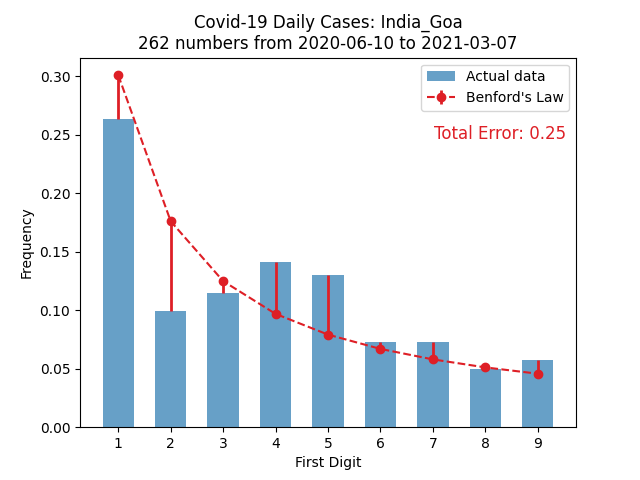 Covid-19 Daily Cases: India_Goa
262 numbers from 2020-06-10 to 2021-03-07
Actual data
Benford's Law
Total Error: 0.25
Frequency
0.30
0.25
0.20
0.15
0.10
0.05
0.00
1 2 3 4 5 6 7 8 9
First Digit